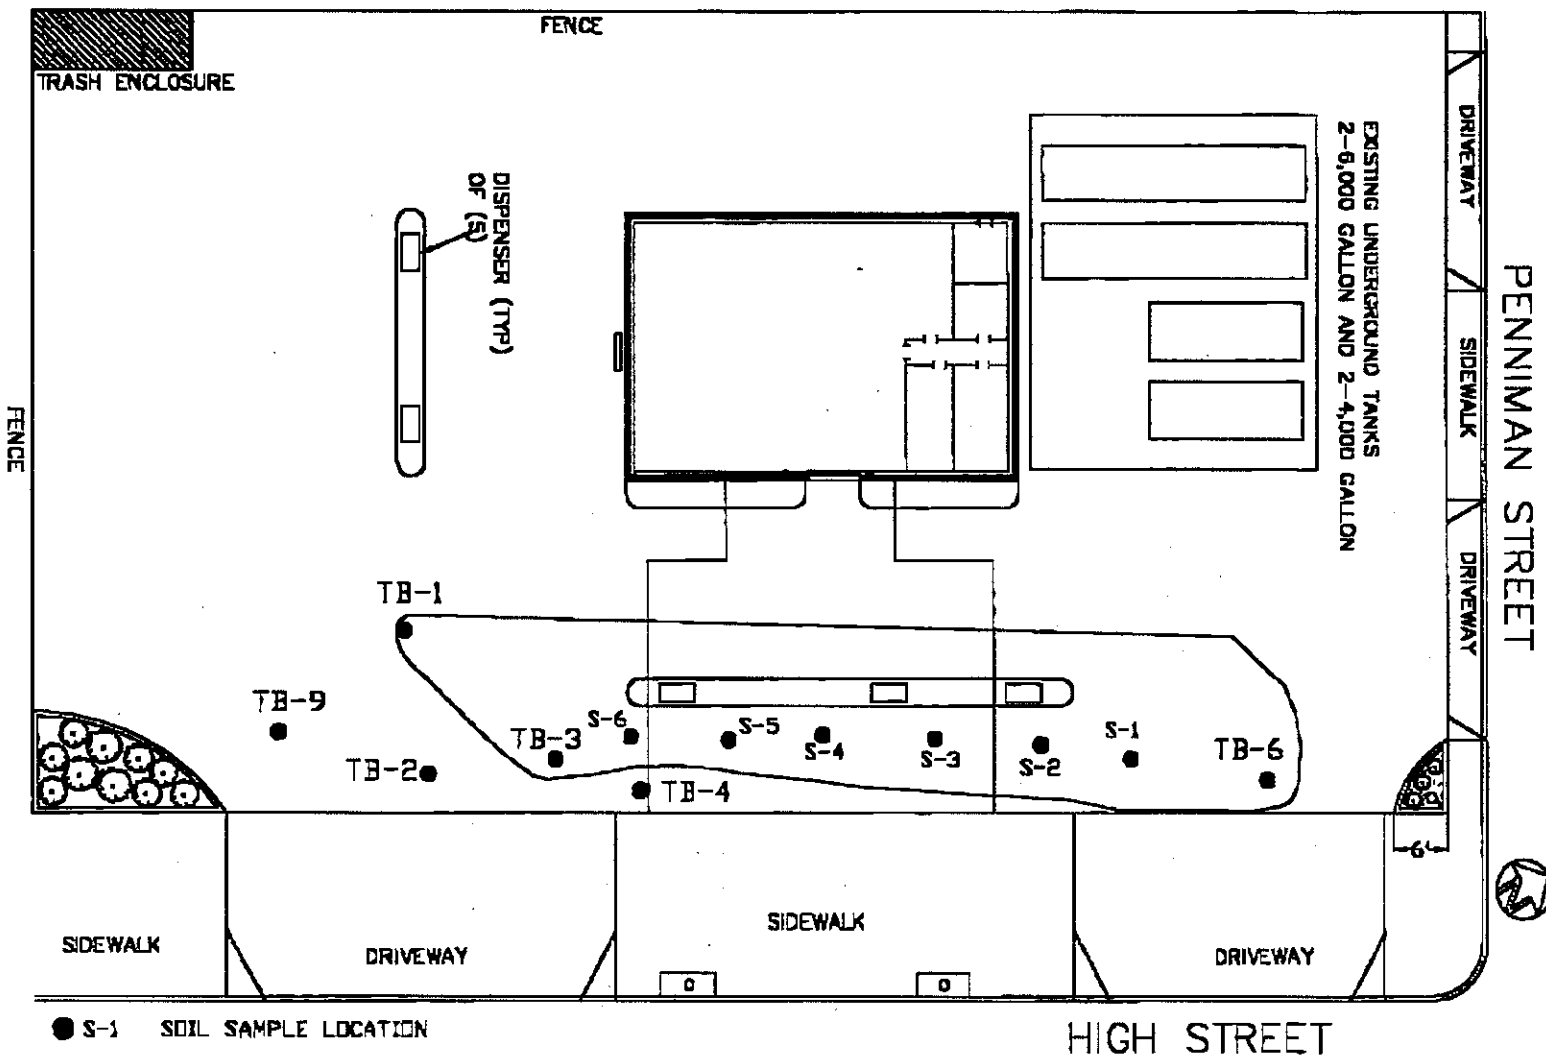 FENCE
TRASH ENCLOSURE
DRIVEWAY
EXISTING UNDERGROUND TANKS
2-6,000 GALLON AND 2-4,000 GALLON
DISPENSER (TYP)
OF (5)
PENNIMAN STREET
SIDEWALK
FENCE
DRIVEWAY
TB-1
TB-9
S-6
S-5
S-4
S-3
S-2
S-1
TB-3
TB-6
TB-2
TB-4
6'
SIDEWALK
DRIVEWAY
SIDEWALK
DRIVEWAY
S-1 SOIL SAMPLE LOCATION
HIGH STREET